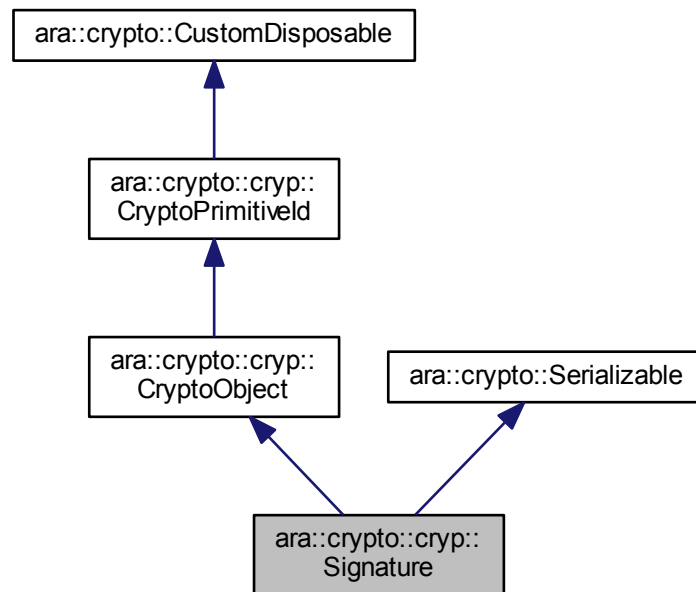 ara::crypto::CustomDisposable
ara::crypto::cryp::
CryptoPrimitiveId
ara::crypto::cryp::
CryptoObject
ara::crypto::Serializable
ara::crypto::cryp::
Signature